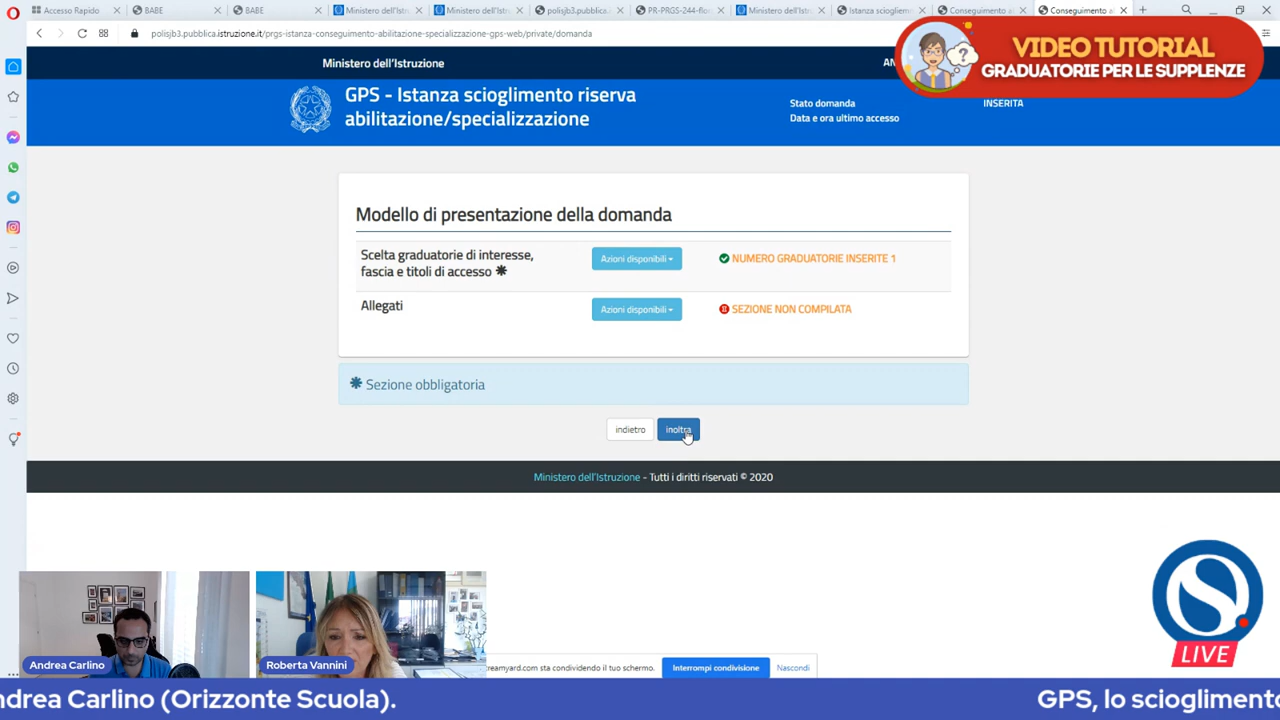 Accesso Rapido
BABE
BABE
Ministero dell'Istr
Ministero dell'Istr
polisjb3.pubblica.
PR-PRGS-244-flor
Ministero dell'Istr
Istanza sciogliem
Conseguimento a
Conseguimento a
polisjb3.pubblica.istruzione.it/prgs-istanza-conseguimento-abilitazione-specializzazione-gps-web/private/domanda
VIDEO TUTORIAL
GRADUATORIE PER LE SUPPLENZE
Ministero dell'Istruzione
AN
GPS - Istanza scioglimento riserva
abilitazione/specializzazione
Stato domanda
INSERITA
Data e ora ultimo accesso
Modello di presentazione della domanda
Scelta graduatorie di interesse,
fascia e titoli di accesso ✱
Azioni disponibili
NUMERO GRADUATORIE INSERITE 1
Allegati
Azioni disponibili
SEZIONE NON COMPILATA
✱ Sezione obbligatoria
indietro
inoltra
Ministero dell'Istruzione - Tutti i diritti riservati © 2020
Andrea Carlino
Roberta Vannini
reamyard.com sta condividendo il tuo schermo.
Interrompi condivisione
Nascondi
S
LIVE
ndrea Carlino (Orizzonte Scuola).
GPS, lo scioglimento